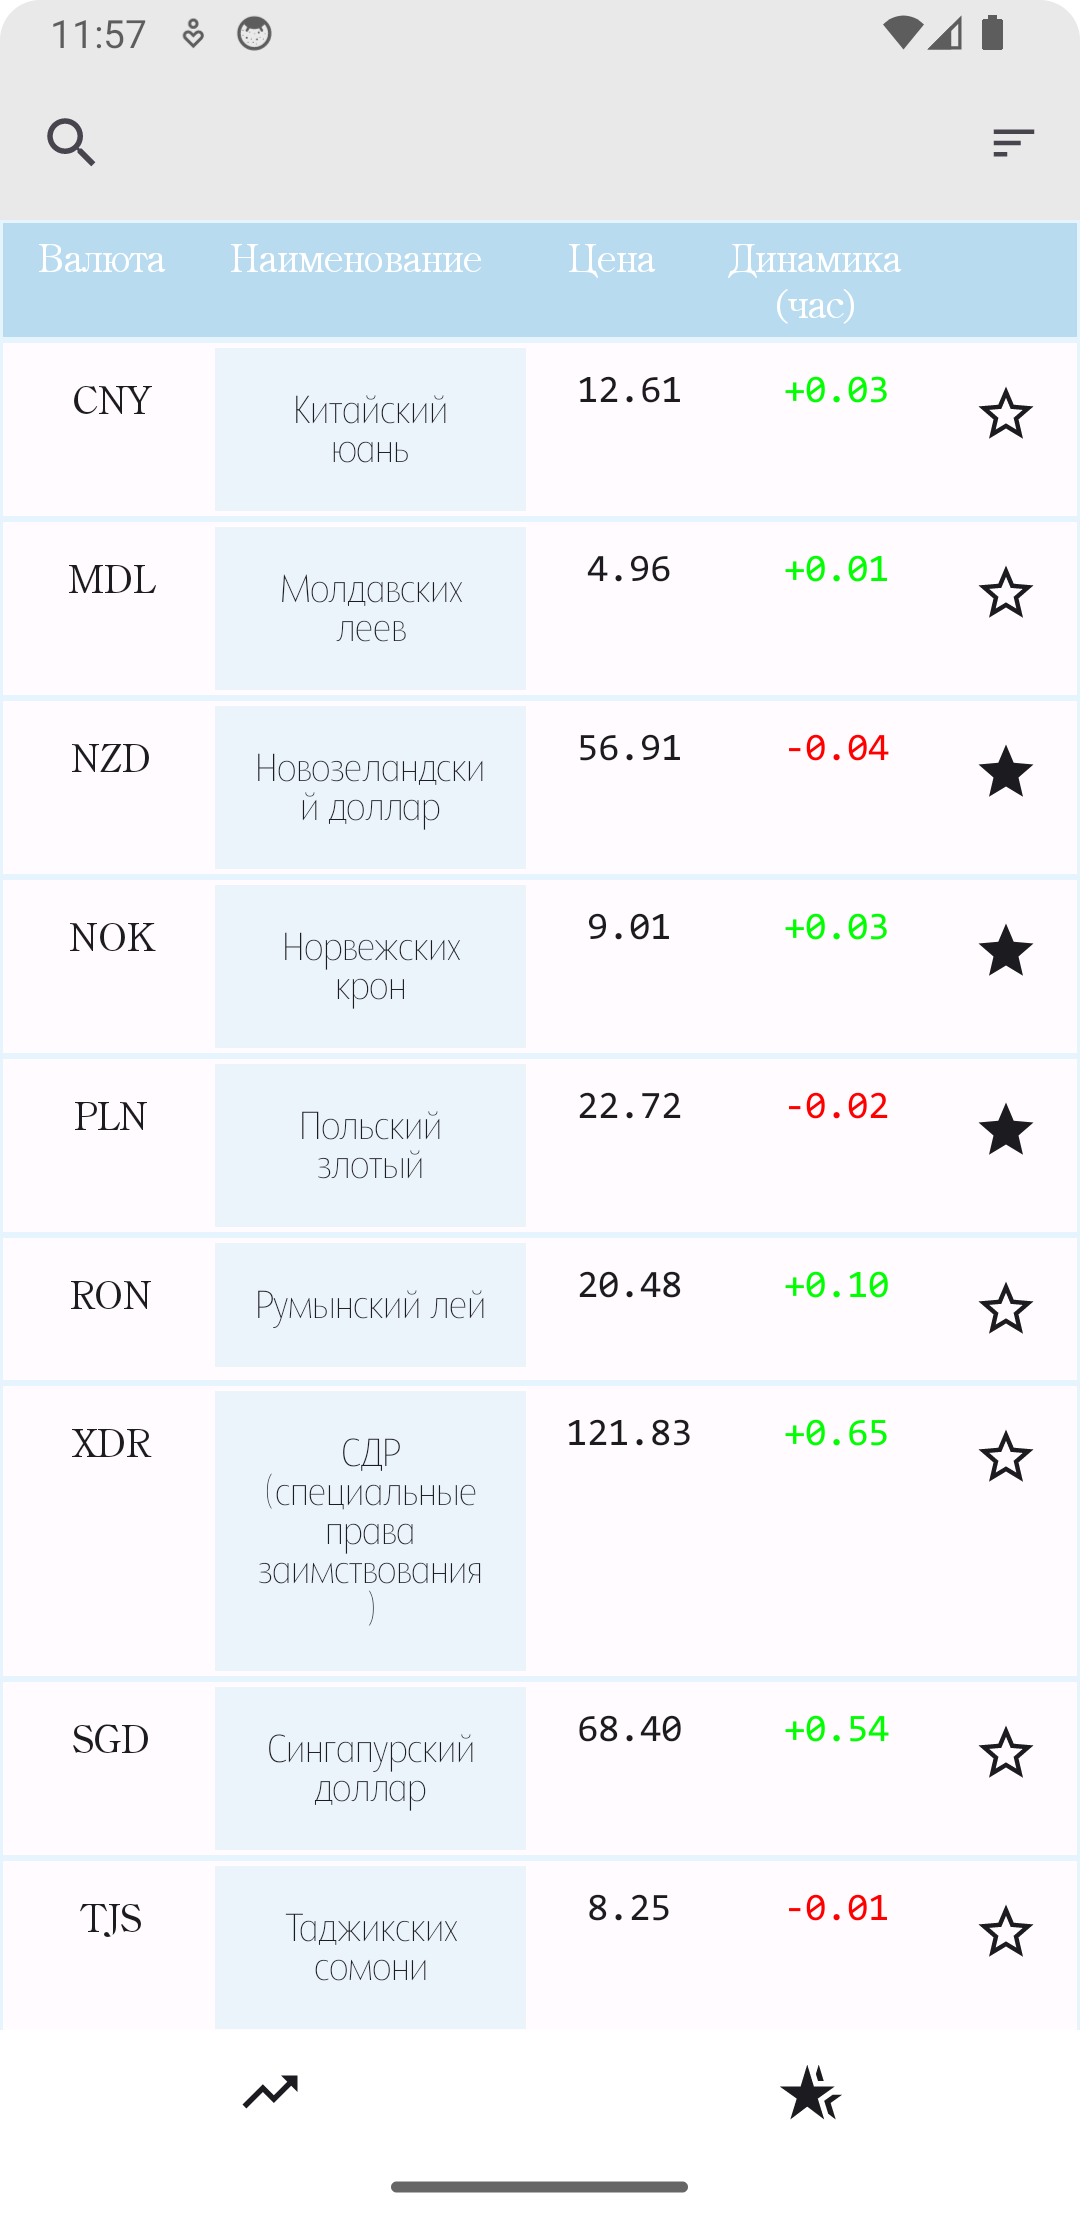 11:57
Валюта Наименование Цена Динамика
(час)
CNY Китайский 12.61 +0.03
юань
MDL Молдавских 4.96 +0.01
леев
NZD Новозеландски 56.91 -0.04
й доллар
NOK Норвежских 9.01 +0.03
крон
PLN Польский 22.72 -0.02
злотый
RON Румынский лей 20.48 +0.10
XDR СДР 121.83 +0.65
(специальные
права
заимствования
)
SGD Сингапурский 68.40 +0.54
доллар
TJS Таджикских 8.25 -0.01
сомони